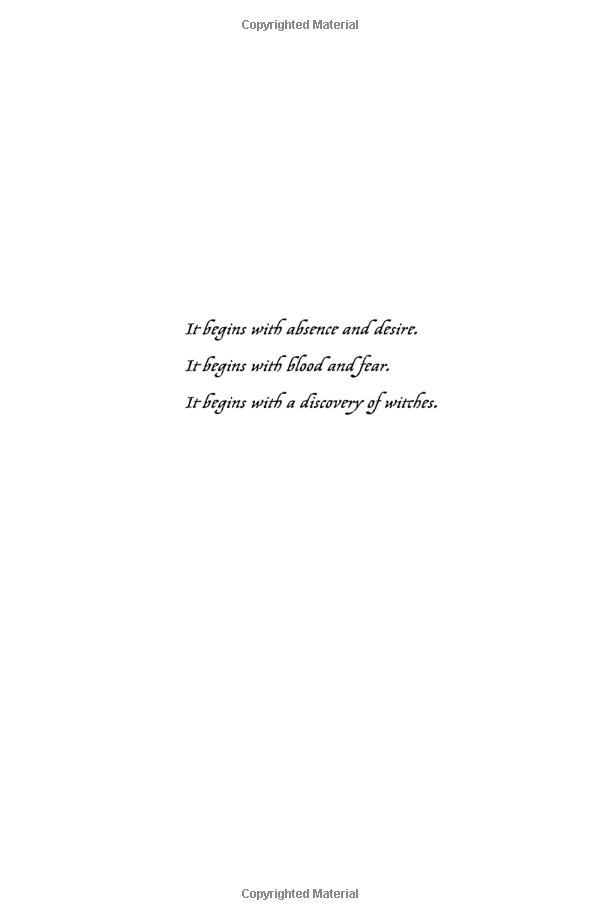 Copyrighted Material
It begins with absence and desire.
It begins with blood and fear.
It begins with a discovery of witches.
Copyrighted Material